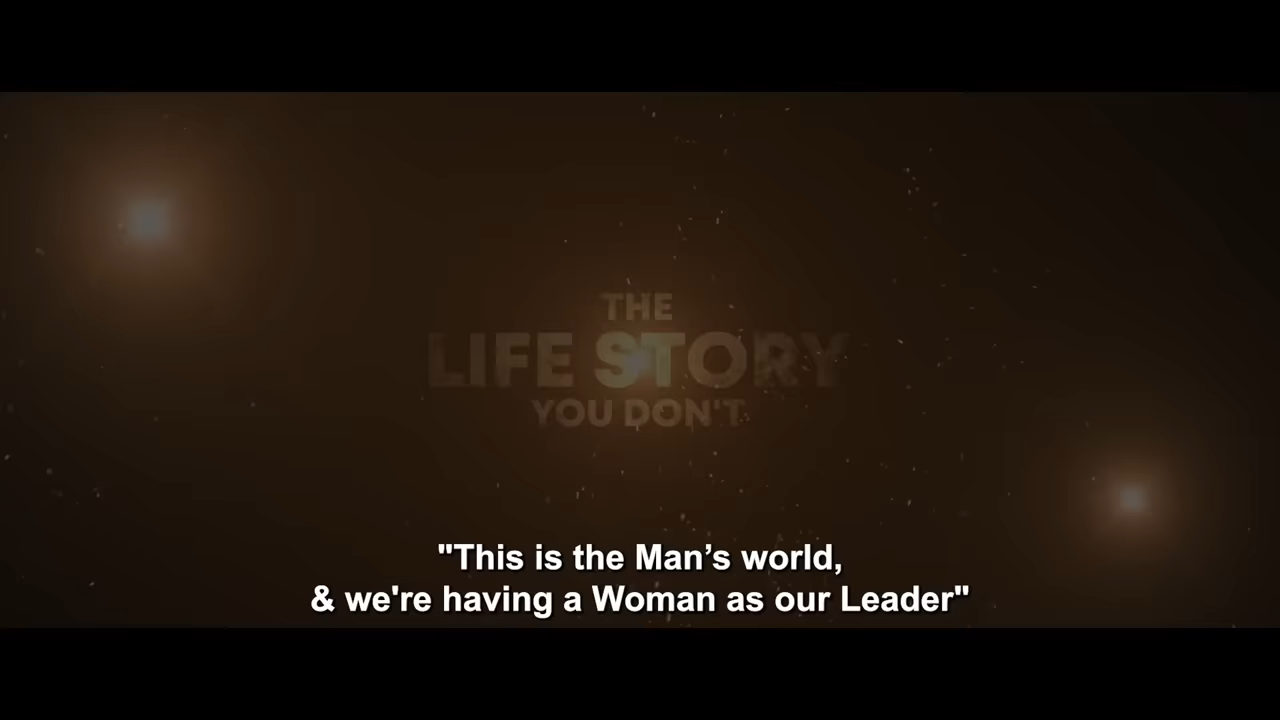 THE
LIFE STORY
YOU DON'T
"This is the Man’s world,
& we're having a Woman as our Leader"